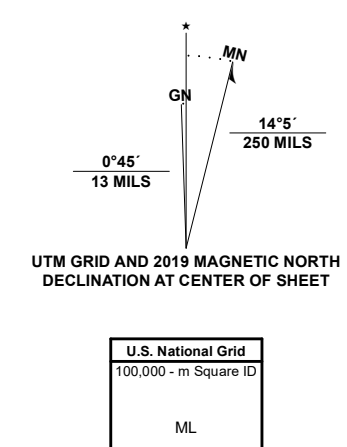 ★
MN
GN
14°5´
250 MILS
0°45´
13 MILS
UTM GRID AND 2019 MAGNETIC NORTH
DECLINATION AT CENTER OF SHEET
U.S. National Grid
100,000 - m Square ID
ML